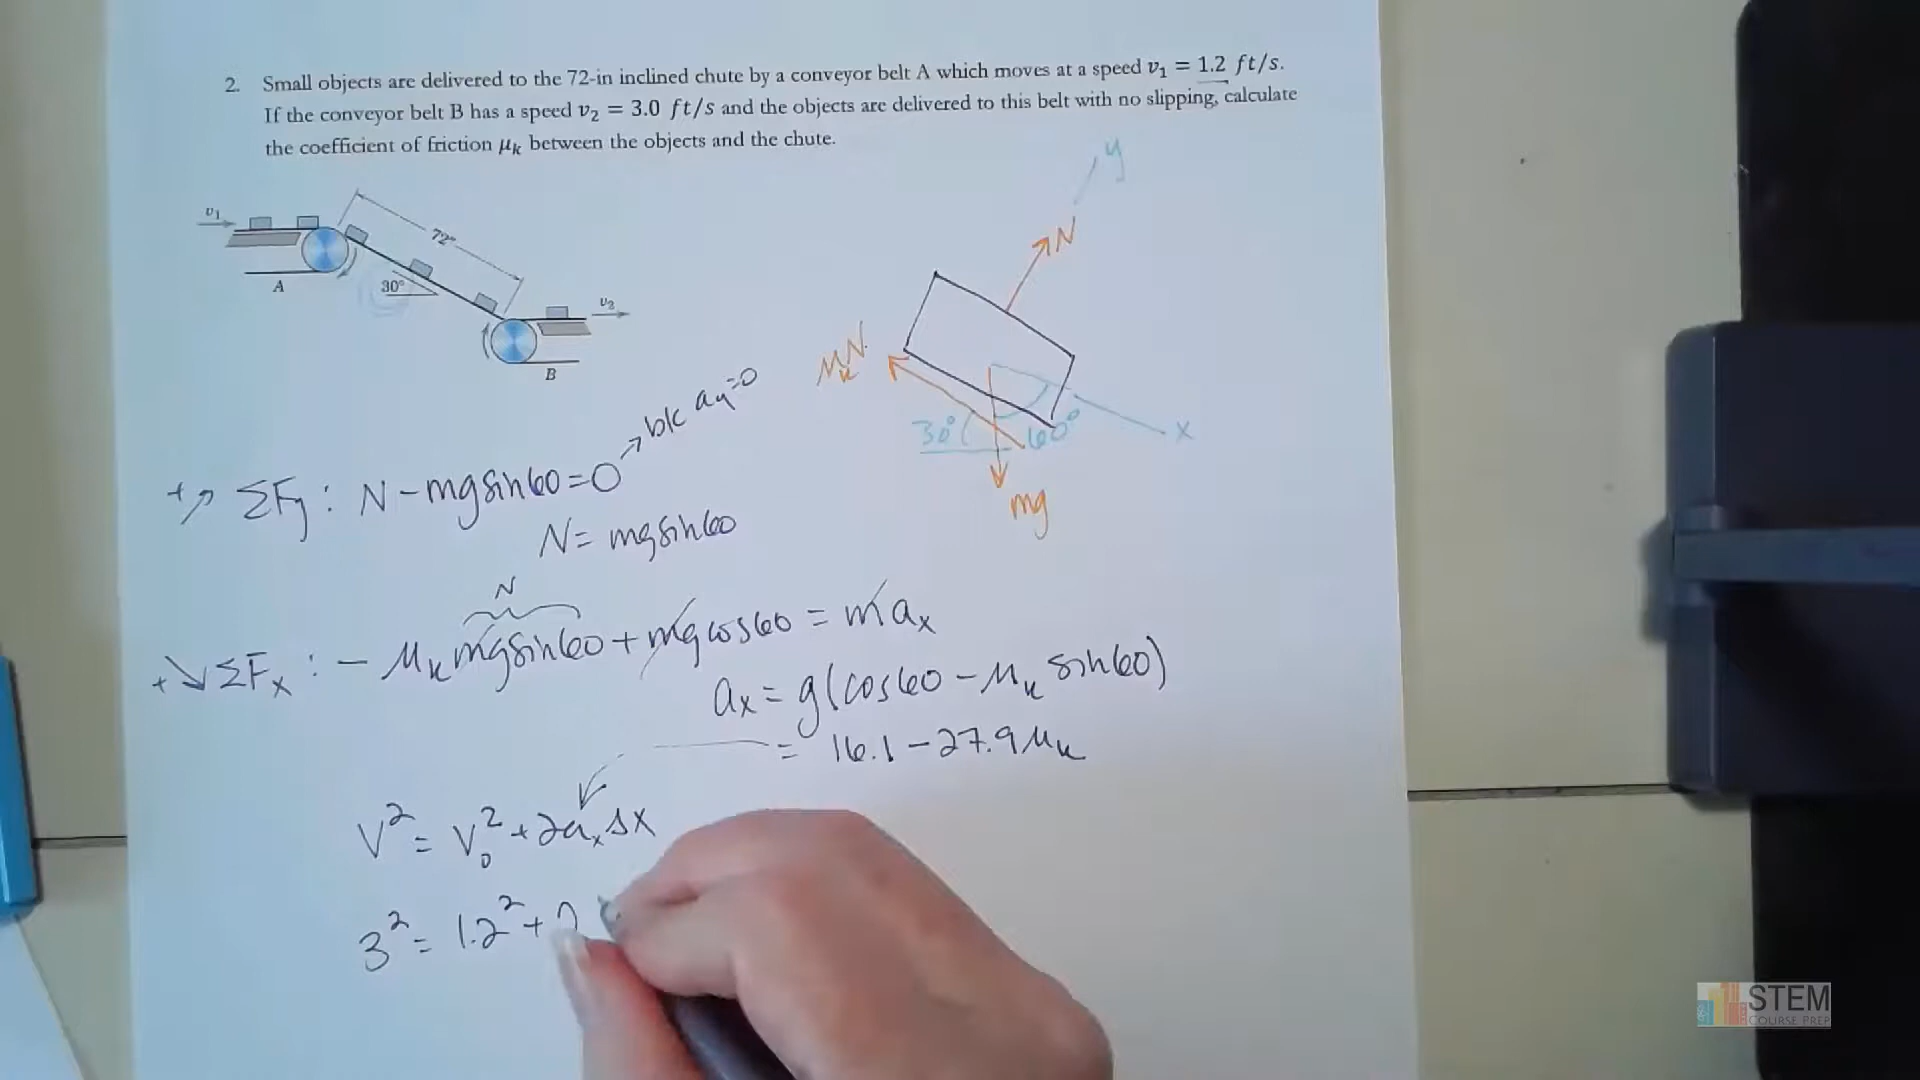 2. Small objects are delivered to the 72-in inclined chute by a conveyor belt A which moves at a speed v₁ = 1.2 ft/s.
If the conveyor belt B has a speed v₂ = 3.0 ft/s and the objects are delivered to this belt with no slipping, calculate
the coefficient of friction μₖ between the objects and the chute.
y
v₁
N
72"
A
30°
v₂
B
μₖN
30°
60°
x
mg
b/c ay=0
+↗ ΣFy: N - mg sin60 = 0
N = mg sin60
N
+↘ ΣFx: - μₖ mg sin60 + mg cos60 = maₓ
aₓ = g(cos60 - μₖ sin60)
= 16.1 - 27.9 μₖ
V² = V₀² + 2aₓΔx
3² = 1.2² + 2
STEM
COURSE PREP